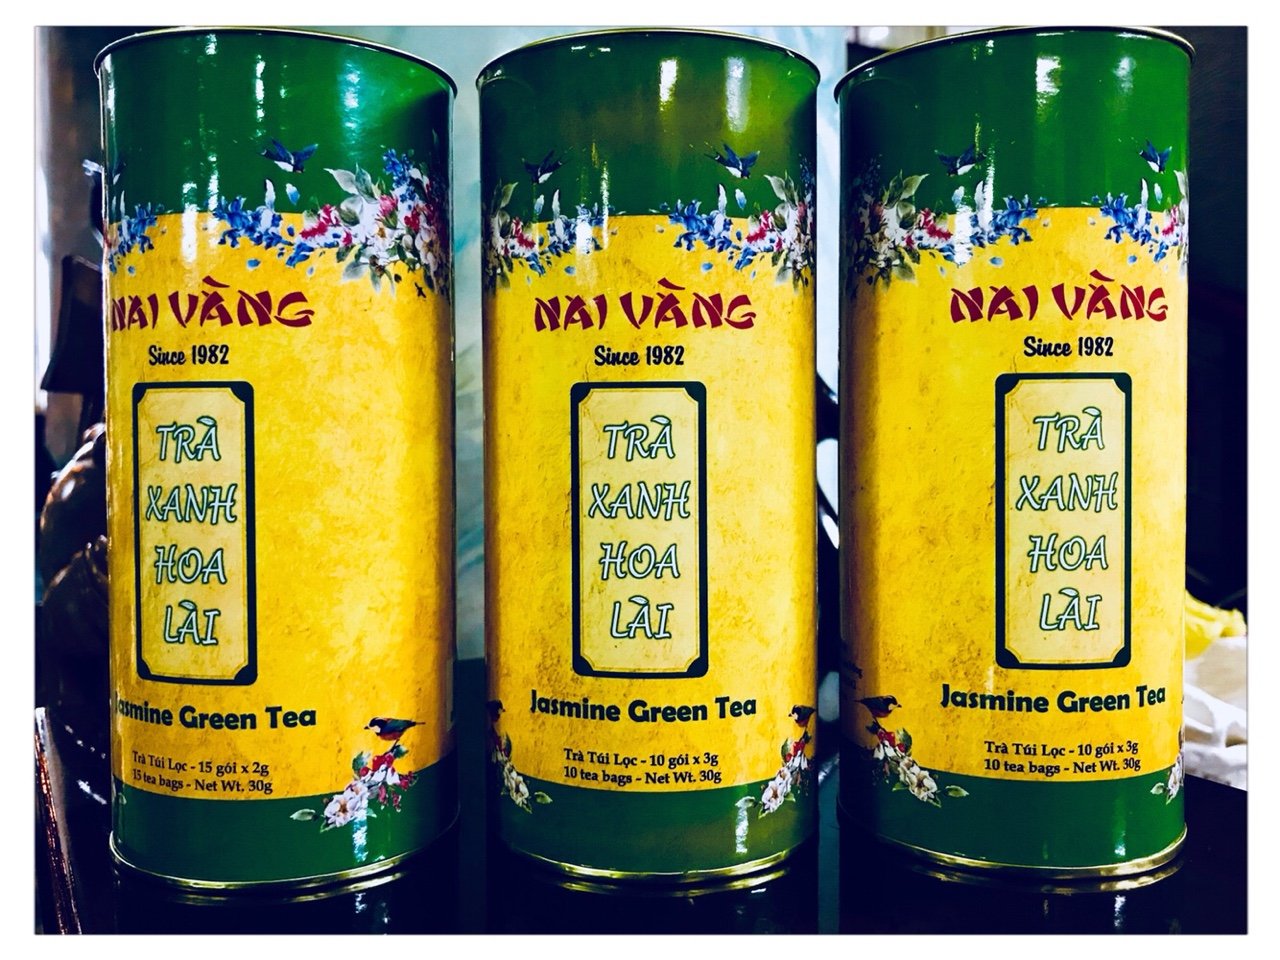 NAI VÀNG
Since 1982
TRÀ
XANH
HOA
LÀI
Jasmine Green Tea
Trà Túi Lọc - 15 gói x 2g
15 tea bags - Net Wt. 30g
NAI VÀNG
Since 1982
TRÀ
XANH
HOA
LÀI
Jasmine Green Tea
Trà Túi Lọc - 10 gói x 3g
10 tea bags - Net Wt. 30g
NAI VÀNG
Since 1982
TRÀ
XANH
HOA
LÀI
Jasmine Green Tea
Trà Túi Lọc - 10 gói x 3g
10 tea bags - Net Wt. 30g